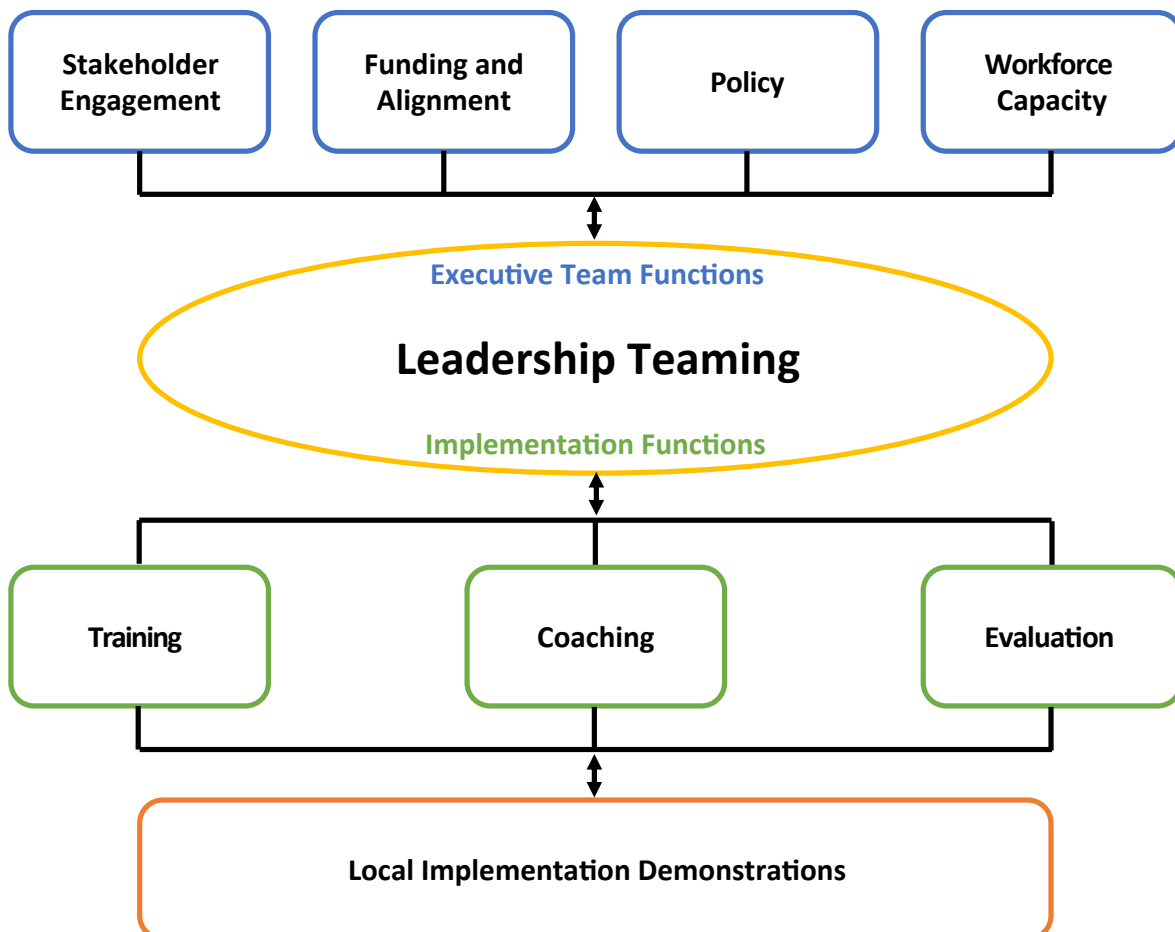 Stakeholder
Engagement
Funding and
Alignment
Policy
Workforce
Capacity
Executive Team Functions
Leadership Teaming
Implementation Functions
Training
Coaching
Evaluation
Local Implementation Demonstrations